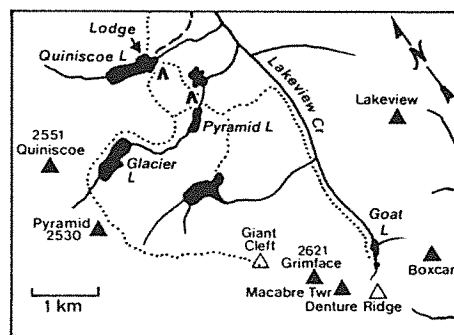 Lodge
Quiniscoe L
N
Lakeview Cr
Lakeview
2551
Quiniscoe
Pyramid L
Glacier
L
Pyramid
2530
Goat
L
Giant
Cleft
2621
Grimface
Boxcar
1 km
Macabre Twr
Denture Ridge